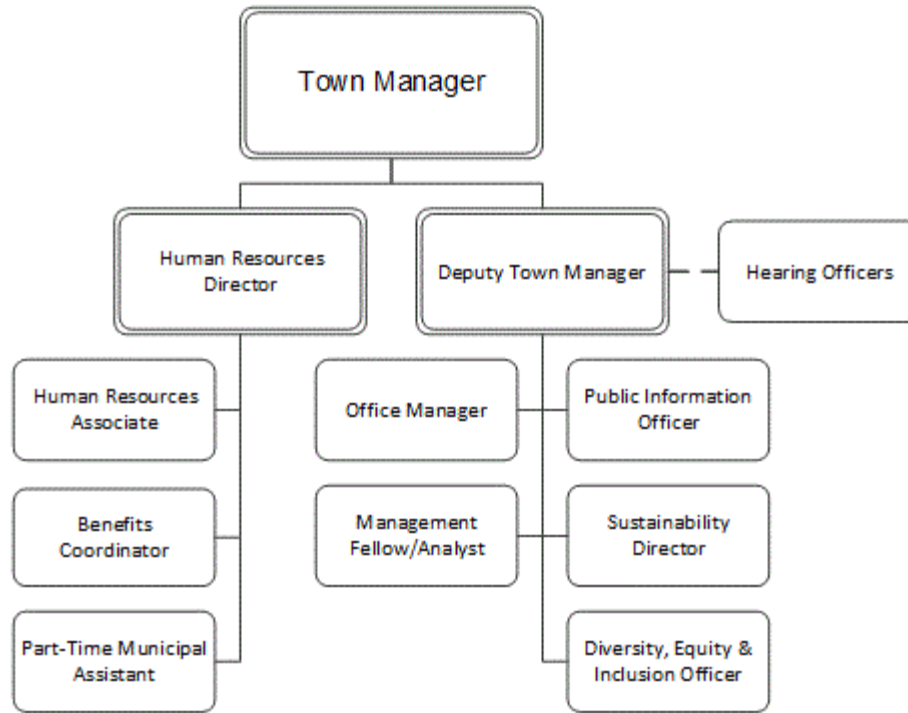 Town Manager
Human Resources
Director
Deputy Town Manager
Hearing Officers
Human Resources
Associate
Office Manager
Public Information
Officer
Benefits
Coordinator
Management
Fellow/Analyst
Sustainability
Director
Part-Time Municipal
Assistant
Diversity, Equity &
Inclusion Officer